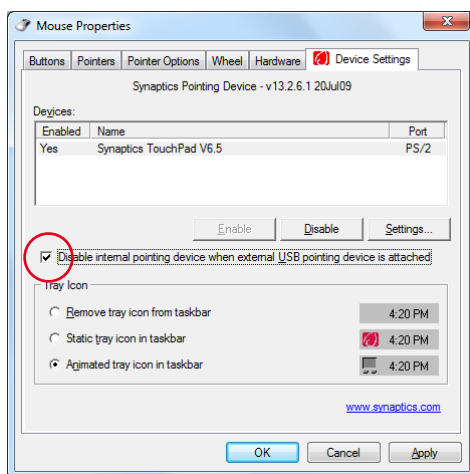 Mouse Properties
Buttons Pointers Pointer Options Wheel Hardware Device Settings
Synaptics Pointing Device - v13.2.6.1 20Jul09
Devices:
Enabled Name Port
Yes Synaptics TouchPad V6.5 PS/2
Enable Disable Settings...
Disable internal pointing device when external USB pointing device is attached
Tray Icon
Remove tray icon from taskbar 4:20 PM
Static tray icon in taskbar 4:20 PM
Animated tray icon in taskbar 4:20 PM
www.synaptics.com
OK Cancel Apply